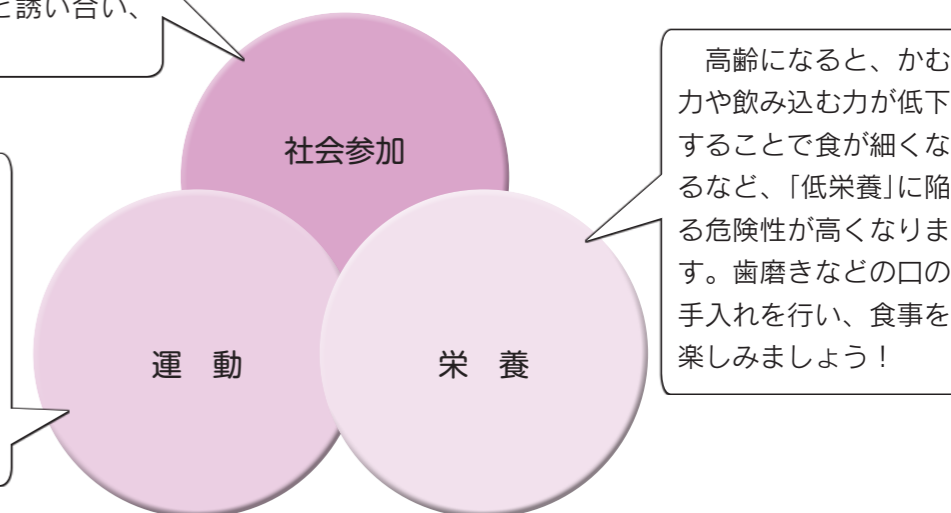 と誘い合い、
社会参加
高齢になると、かむ
力や飲み込む力が低下
することで食が細くな
るなど、「低栄養」に陥
る危険性が高くなりま
す。歯磨きなどの口の
手入れを行い、食事を
楽しみましょう！
運　動
栄　養